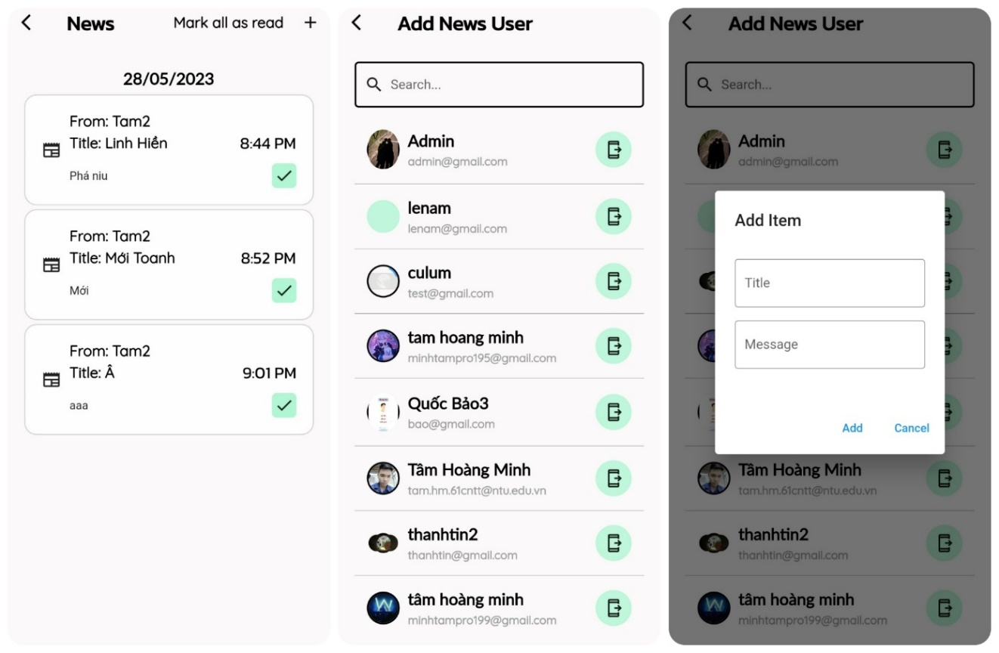 News Mark all as read +
28/05/2023
From: Tam2
Title: Linh Hiền 8:44 PM
Phá niu
From: Tam2
Title: Mới Toanh 8:52 PM
Mới
From: Tam2
Title: Â 9:01 PM
aaa
Add News User
Search...
Admin
admin@gmail.com
lenam
lenam@gmail.com
culum
test@gmail.com
tam hoang minh
minhtampro195@gmail.com
Quốc Bảo3
bao@gmail.com
Tâm Hoàng Minh
tam.hm.61cntt@ntu.edu.vn
thanhtin2
thanhtin@gmail.com
tâm hoàng minh
minhtampro199@gmail.com
Add News User
Search...
Admin
admin@gmail.com
Add Item
Title
Message
Add Cancel
Tâm Hoàng Minh
tam.hm.61cntt@ntu.edu.vn
thanhtin2
thanhtin@gmail.com
tâm hoàng minh
minhtampro199@gmail.com